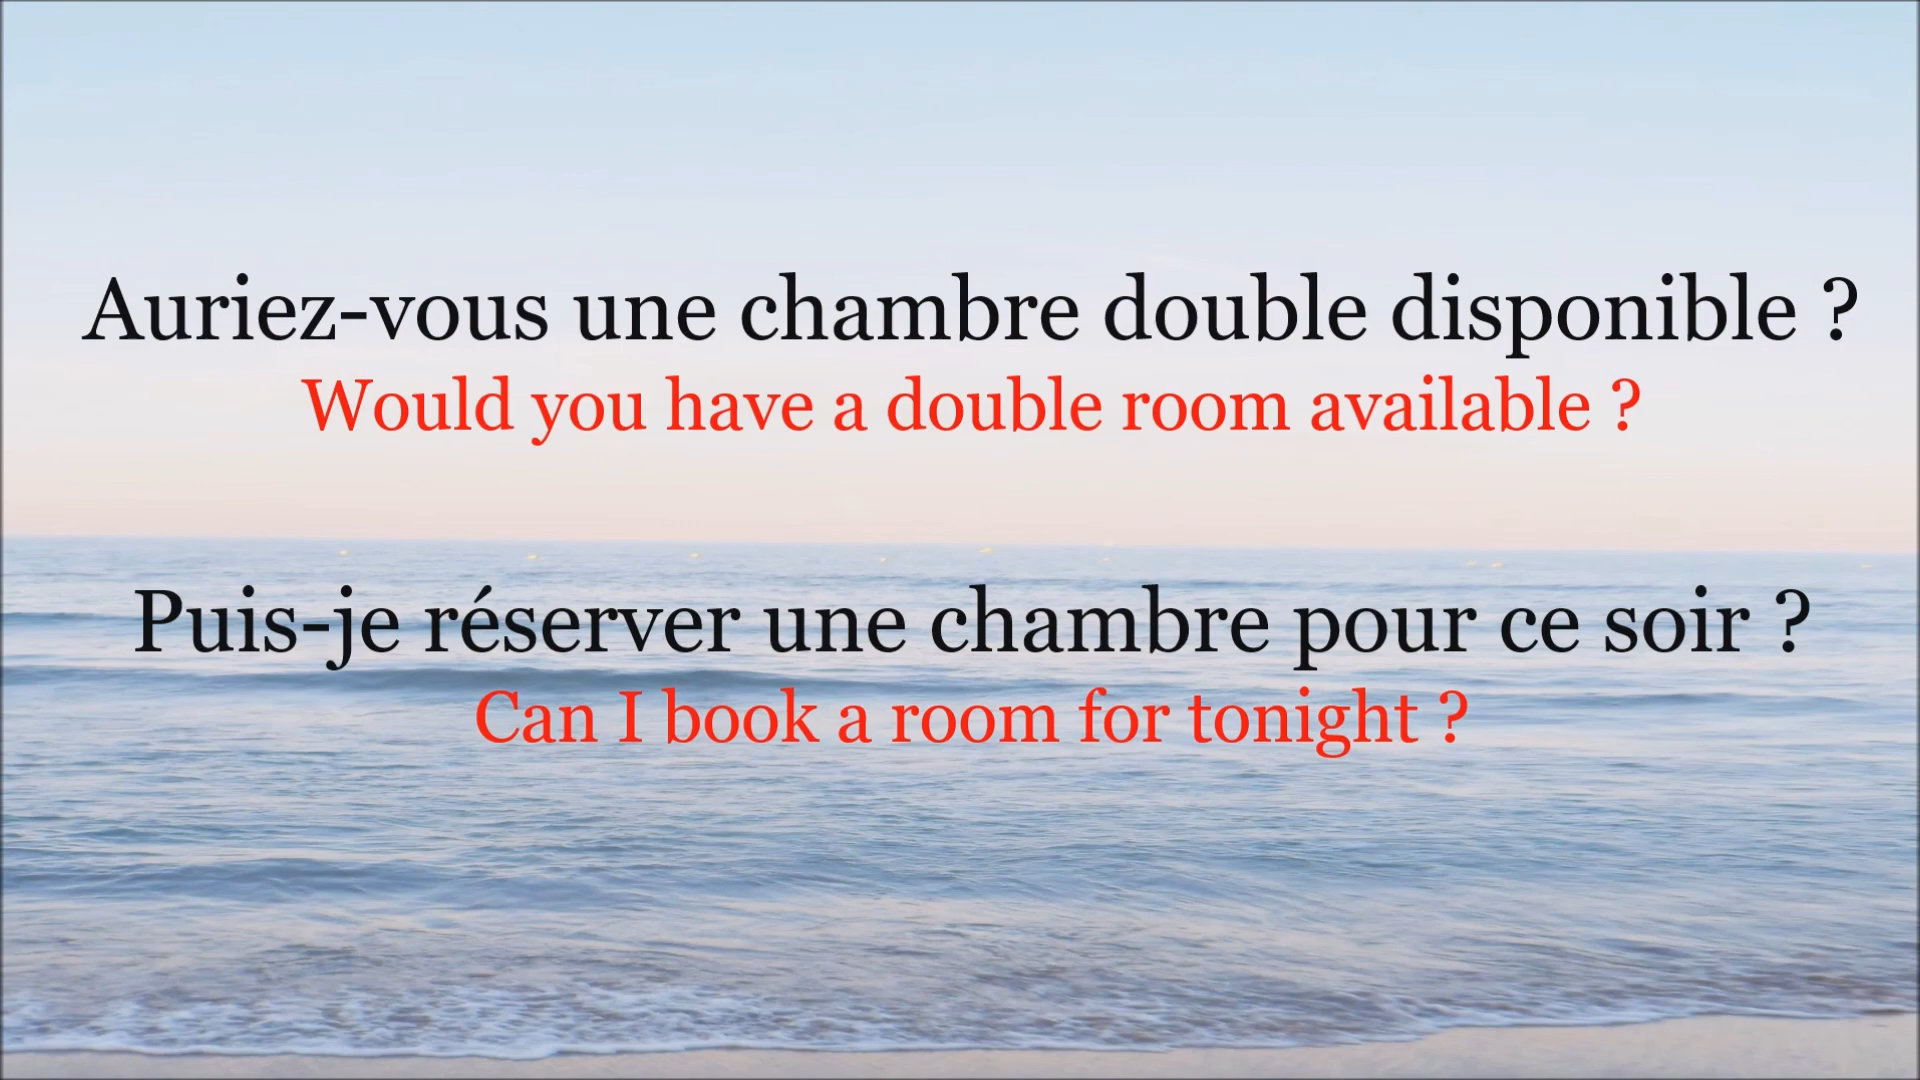 Auriez-vous une chambre double disponible ?
Would you have a double room available ?
Puis-je réserver une chambre pour ce soir ?
Can I book a room for tonight ?